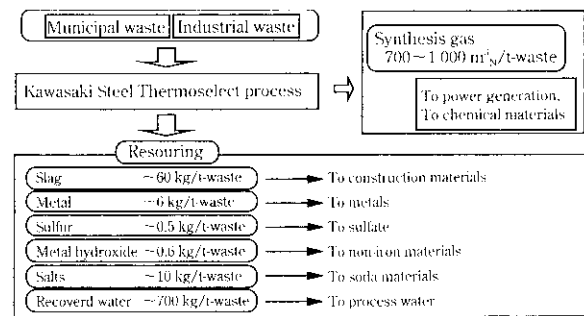 Municipal waste Industrial waste
Kawasaki Steel Thermoselect process
Synthesis gas
700~1 000 m³N/t-waste
To power generation,
To chemical materials
Resouring
Slag ~60 kg/t-waste To construction materials
Metal ~6 kg/t-waste To metals
Sulfur ~0.5 kg/t-waste To sulfate
Metal hydroxide ~0.6 kg/t-waste To non-iron materials
Salts ~10 kg/t-waste To soda materials
Recoverd water ~700 kg/t-waste To process water